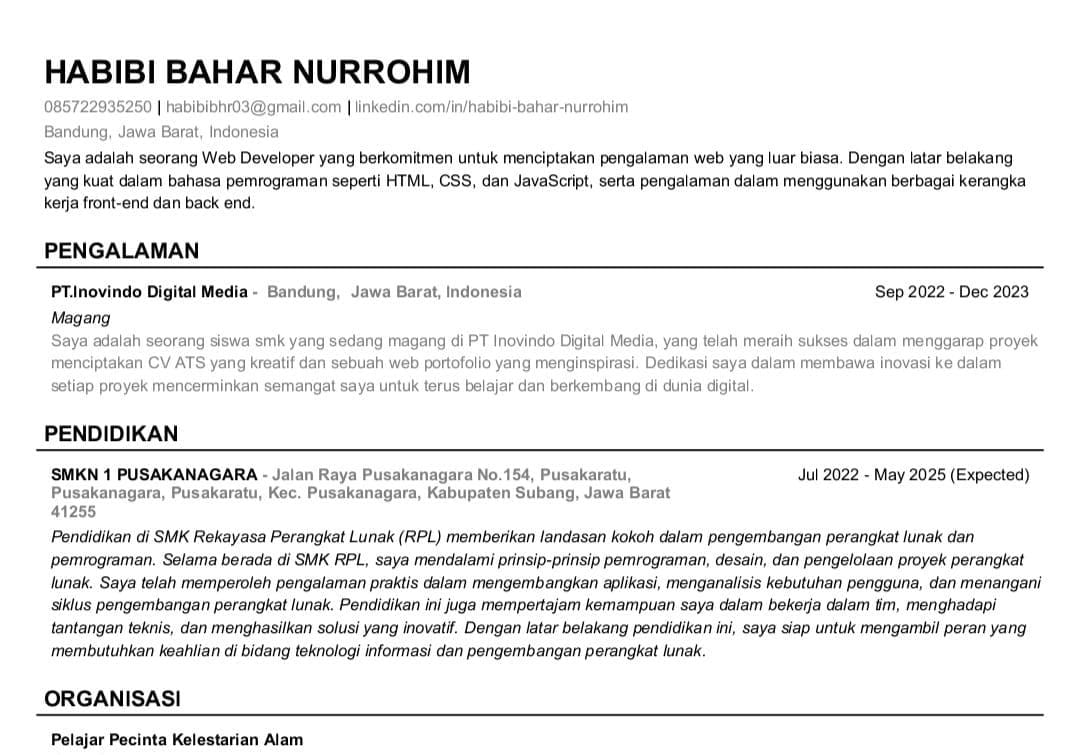 HABIBI BAHAR NURROHIM
085722935250 | habibibhr03@gmail.com | linkedin.com/in/habibi-bahar-nurrohim
Bandung, Jawa Barat, Indonesia
Saya adalah seorang Web Developer yang berkomitmen untuk menciptakan pengalaman web yang luar biasa. Dengan latar belakang
yang kuat dalam bahasa pemrograman seperti HTML, CSS, dan JavaScript, serta pengalaman dalam menggunakan berbagai kerangka
kerja front-end dan back end.
PENGALAMAN
PT.Inovindo Digital Media - Bandung, Jawa Barat, Indonesia Sep 2022 - Dec 2023
Magang
Saya adalah seorang siswa smk yang sedang magang di PT Inovindo Digital Media, yang telah meraih sukses dalam menggarap proyek
menciptakan CV ATS yang kreatif dan sebuah web portofolio yang menginspirasi. Dedikasi saya dalam membawa inovasi ke dalam
setiap proyek mencerminkan semangat saya untuk terus belajar dan berkembang di dunia digital.
PENDIDIKAN
SMKN 1 PUSAKANAGARA - Jalan Raya Pusakanagara No.154, Pusakaratu, Jul 2022 - May 2025 (Expected)
Pusakanagara, Pusakaratu, Kec. Pusakanagara, Kabupaten Subang, Jawa Barat
41255
Pendidikan di SMK Rekayasa Perangkat Lunak (RPL) memberikan landasan kokoh dalam pengembangan perangkat lunak dan
pemrograman. Selama berada di SMK RPL, saya mendalami prinsip-prinsip pemrograman, desain, dan pengelolaan proyek perangkat
lunak. Saya telah memperoleh pengalaman praktis dalam mengembangkan aplikasi, menganalisis kebutuhan pengguna, dan menangani
siklus pengembangan perangkat lunak. Pendidikan ini juga mempertajam kemampuan saya dalam bekerja dalam tim, menghadapi
tantangan teknis, dan menghasilkan solusi yang inovatif. Dengan latar belakang pendidikan ini, saya siap untuk mengambil peran yang
membutuhkan keahlian di bidang teknologi informasi dan pengembangan perangkat lunak.
ORGANISASI
Pelajar Pecinta Kelestarian Alam